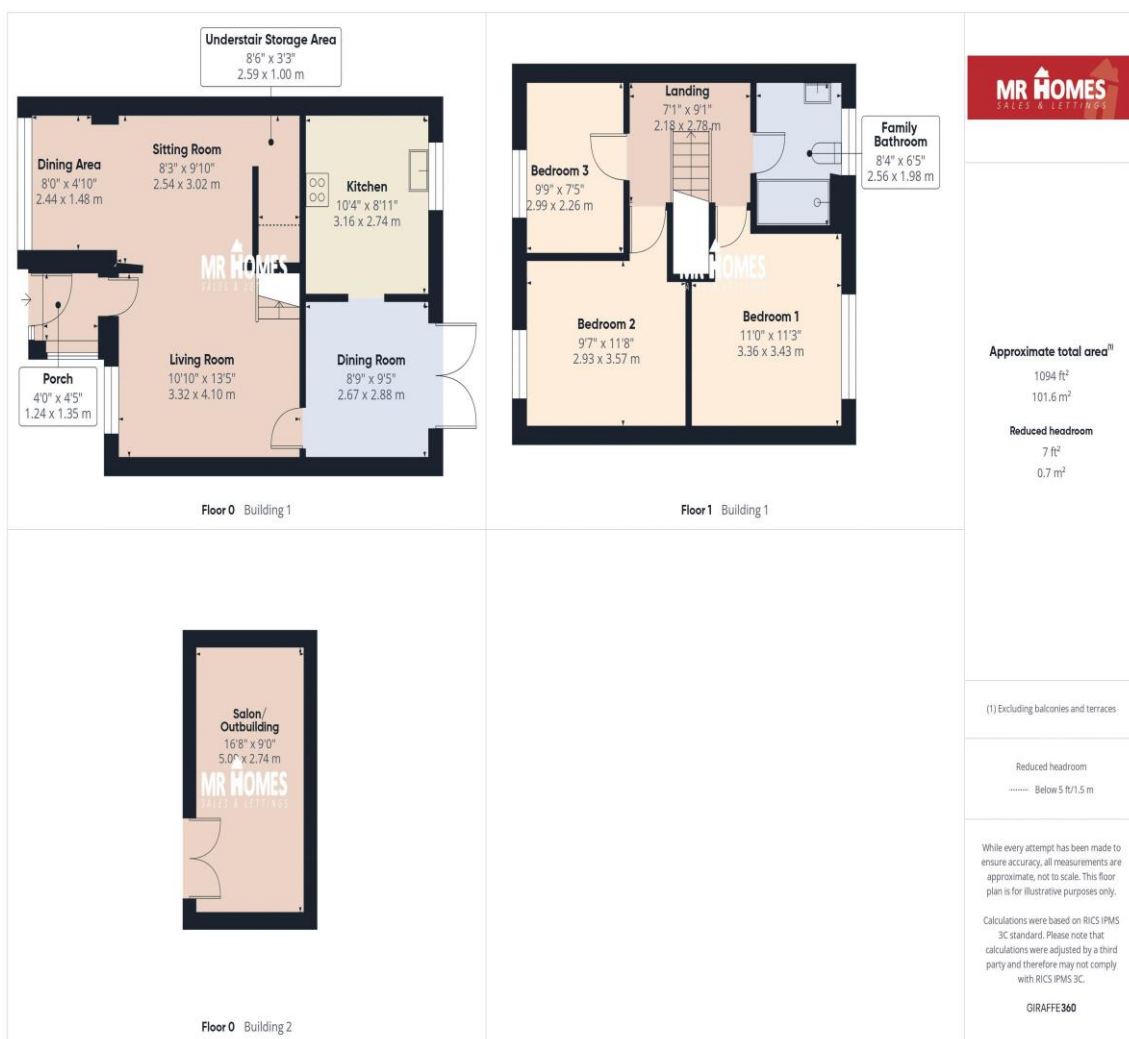 Understair Storage Area
8'6" x 3'3"
2.59 x 1.00 m
Dining Area
8'0" x 4'10"
2.44 x 1.48 m
Sitting Room
8'3" x 9'10"
2.54 x 3.02 m
Kitchen
10'4" x 8'11"
3.16 x 2.74 m
MR HOMES
SALES & LETTINGS
Porch
4'0" x 4'5"
1.24 x 1.35 m
Living Room
10'10" x 13'5"
3.32 x 4.10 m
Dining Room
8'9" x 9'5"
2.67 x 2.88 m
Floor 0 Building 1
Landing
7'1" x 9'1"
2.18 x 2.78 m
Family
Bathroom
8'4" x 6'5"
2.56 x 1.98 m
Bedroom 3
9'9" x 7'5"
2.99 x 2.26 m
MR HOMES
SALES & LETTINGS
Bedroom 2
9'7" x 11'8"
2.93 x 3.57 m
Bedroom 1
11'0" x 11'3"
3.36 x 3.43 m
Floor 1 Building 1
Salon/
Outbuilding
16'8" x 9'0"
x 2.74 m
MR HOMES
SALES & LETTINGS
Floor 0 Building 2
MR HOMES
SALES & LETTINGS
Approximate total area(1)
1094 ft²
101.6 m²
Reduced headroom
7 ft²
0.7 m²
(1) Excluding balconies and terraces
Reduced headroom
Below 5 ft/1.5 m
While every attempt has been made to
ensure accuracy, all measurements are
approximate, not to scale. This floor
plan is for illustrative purposes only.
Calculations were based on RICS IPMS
3C standard. Please note that
calculations were adjusted by a third
party and therefore may not comply
with RICS IPMS 3C.
GIRAFFE360